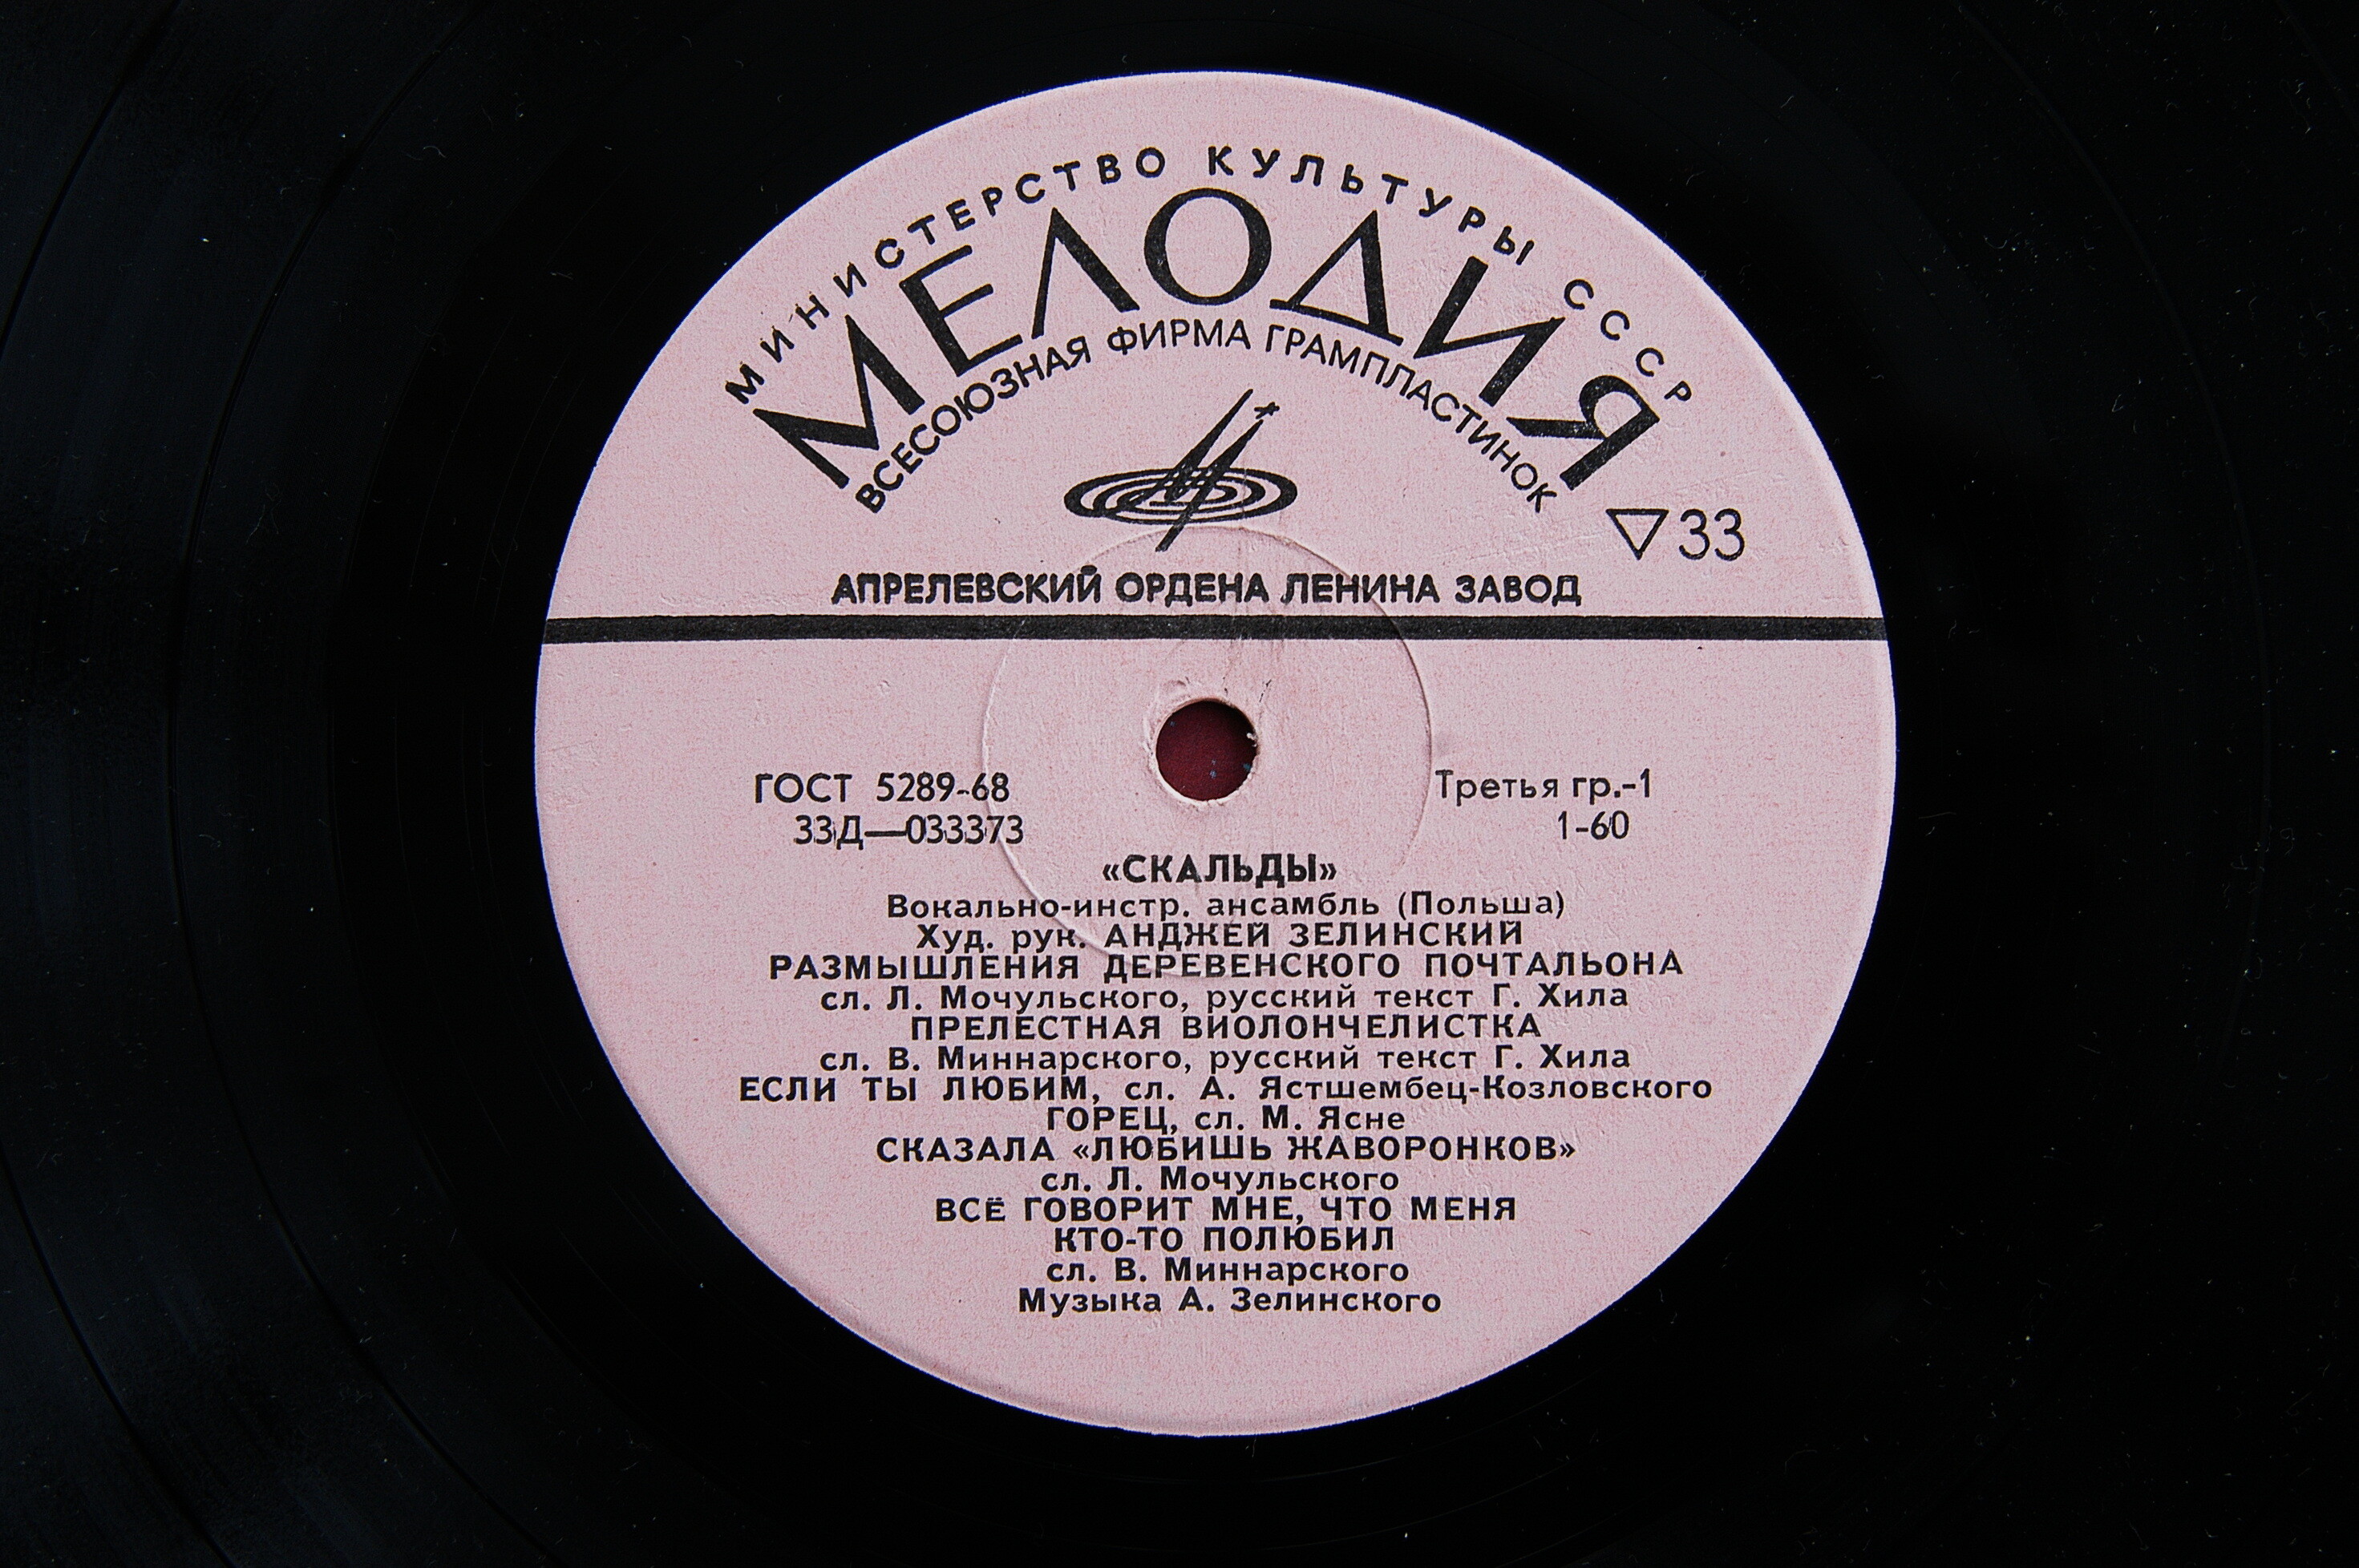 МИНИСТЕРСТВО КУЛЬТУРЫ СССР
МЕЛОДИЯ
ВСЕСОЮЗНАЯ ФИРМА ГРАМПЛАСТИНОК
33
АПРЕЛЕВСКИЙ ОРДЕНА ЛЕНИНА ЗАВОД
ГОСТ 5289-68
Третья гр.-1
33Д—033373
1-60
«СКАЛЬДЫ»
Вокально-инстр. ансамбль (Польша)
Худ. рук. АНДЖЕЙ ЗЕЛИНСКИЙ
РАЗМЫШЛЕНИЯ ДЕРЕВЕНСКОГО ПОЧТАЛЬОНА
сл. Л. Мочульского, русский текст Г. Хила
ПРЕЛЕСТНАЯ ВИОЛОНЧЕЛИСТКА
сл. В. Миннарского, русский текст Г. Хила
ЕСЛИ ТЫ ЛЮБИМ, сл. А. Ястшембец-Козловского
ГОРЕЦ, сл. М. Ясне
СКАЗАЛА «ЛЮБИШЬ ЖАВОРОНКОВ»
сл. Л. Мочульского
ВСЁ ГОВОРИТ МНЕ, ЧТО МЕНЯ
КТО-ТО ПОЛЮБИЛ
сл. В. Миннарского
Музыка А. Зелинского